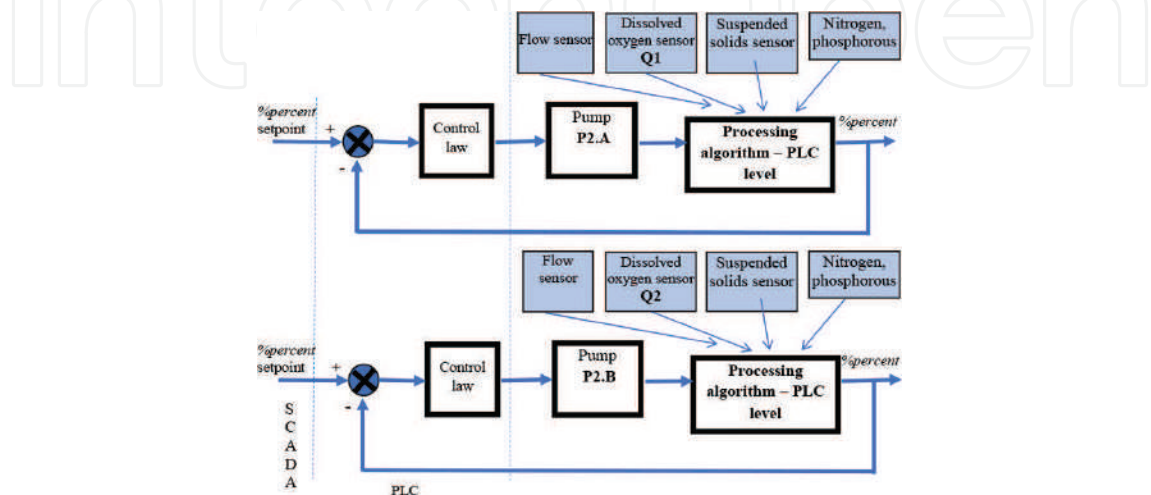 Flow sensor
Dissolved
oxygen sensor
Q1
Suspended
solids sensor
Nitrogen,
phosphorous
%percent
setpoint
+
-
Control
law
Pump
P2.A
Processing
algorithm – PLC
level
%percent
Flow
sensor
Dissolved
oxygen sensor
Q2
Suspended
solids sensor
Nitrogen,
phosphorous
%percent
setpoint
+
-
Control
law
Pump
P2.B
Processing
algorithm – PLC
level
%percent
S
C
A
D
A
PLC